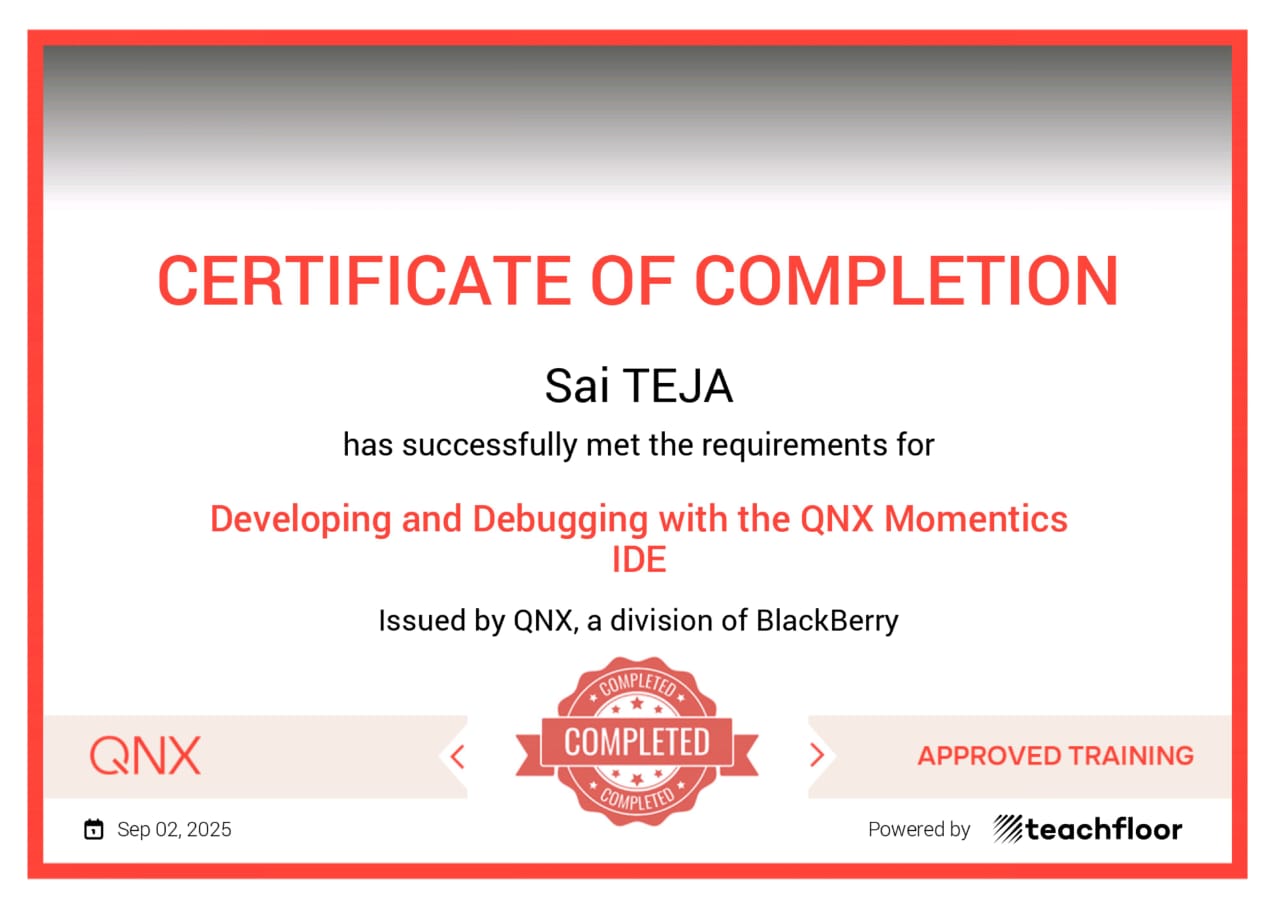 CERTIFICATE OF COMPLETION
Sai TEJA
has successfully met the requirements for
Developing and Debugging with the QNX Momentics
IDE
Issued by QNX, a division of BlackBerry
COMPLETED
COMPLETED
COMPLETED
QNX
APPROVED TRAINING
Sep 02, 2025
Powered by teachfloor